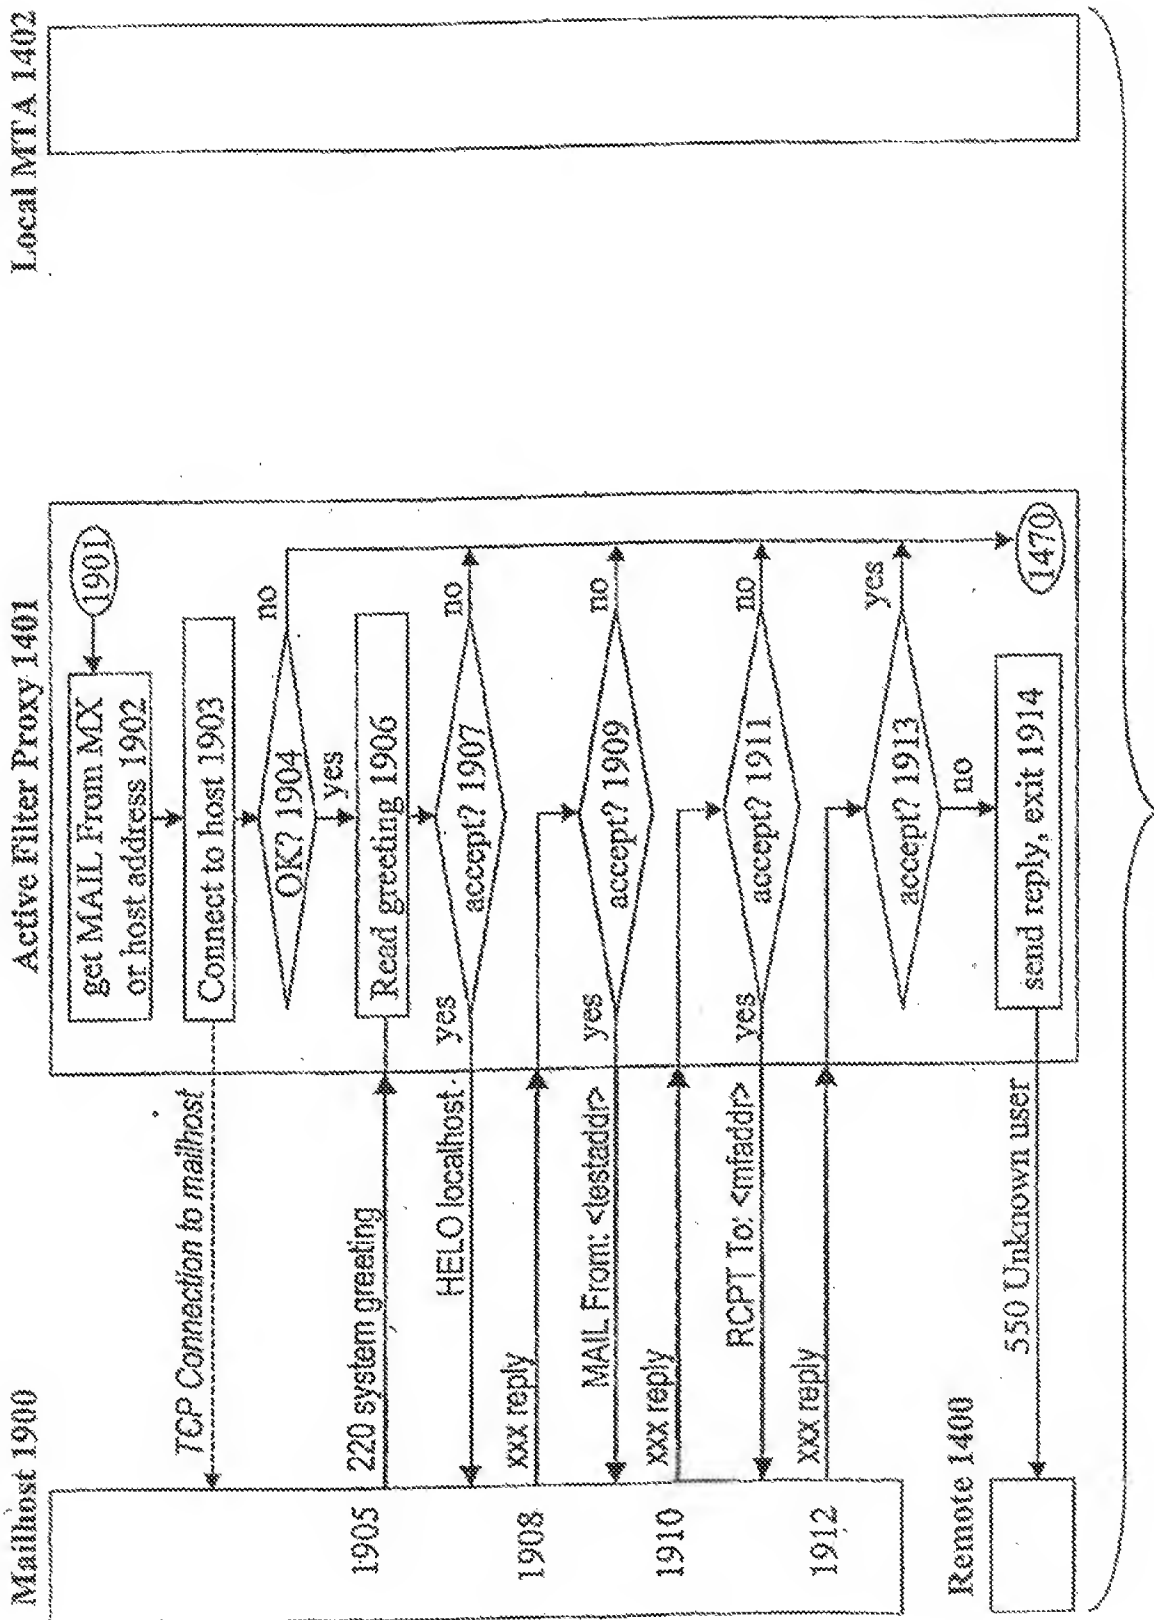 Mailhost 1900
Active Filter Proxy 1401
Local MTA 1402
1901
get MAIL From MX
or host address 1902
TCP Connection to mailhost
Connect to host 1903
OK? 1904
no
yes
1905
220 system greeting
Read greeting 1906
HELO localhost
yes
accept? 1907
no
1908
xxx reply
MAIL From: <testaddr>
yes
accept? 1909
no
1910
xxx reply
RCPT To: <mfaddr>
yes
accept? 1911
no
1912
xxx reply
accept? 1913
yes
no
Remote 1400
550 Unknown user
send reply, exit 1914
1470